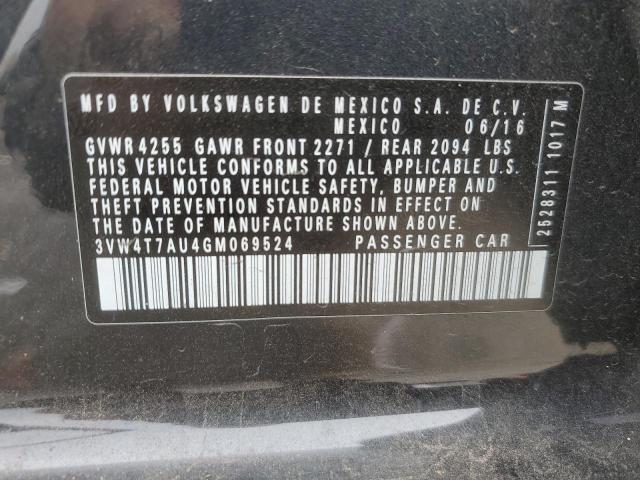 MFD BY VOLKSWAGEN DE MEXICO S.A. DE C.V.
MEXICO 06/16
GVWR 4255 GAWR FRONT 2271 / REAR 2094 LBS
THIS VEHICLE CONFORMS TO ALL APPLICABLE U.S.
FEDERAL MOTOR VEHICLE SAFETY, BUMPER AND
THEFT PREVENTION STANDARDS IN EFFECT ON
THE DATE OF MANUFACTURE SHOWN ABOVE.
3VW4T7AU4GM069524 PASSENGER CAR
2528311 1017 M